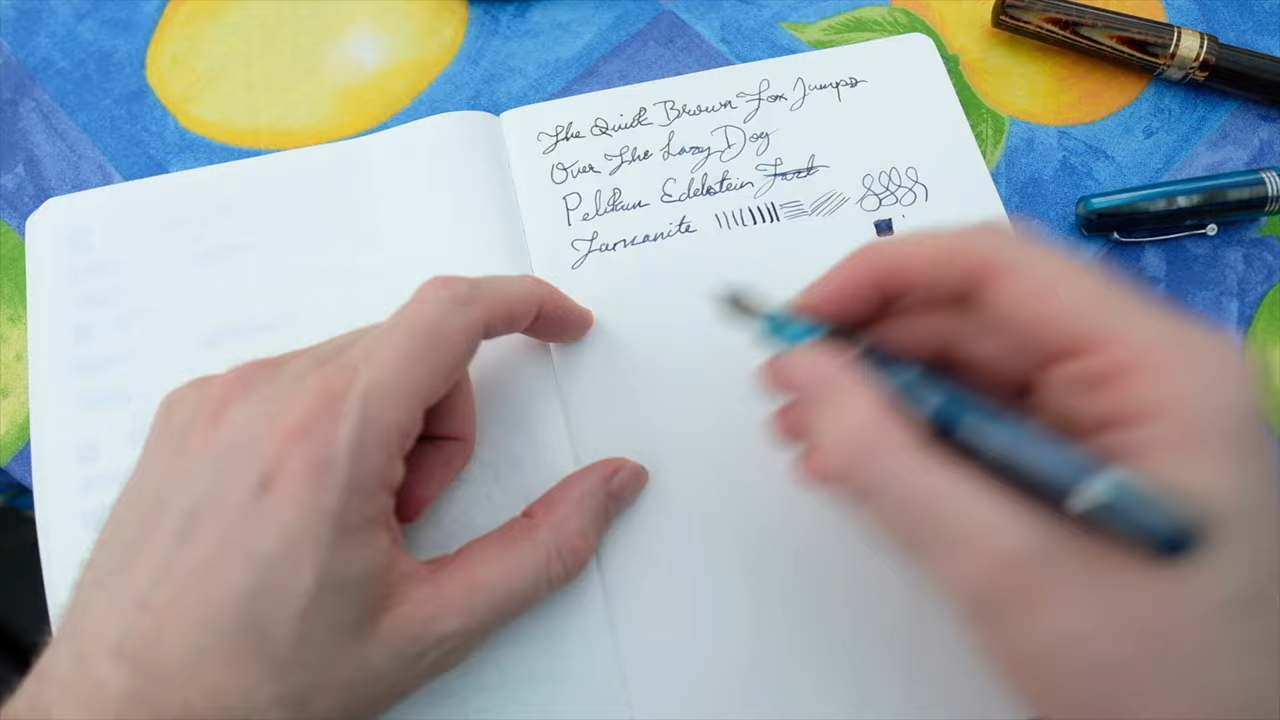 The Quick Brown Fox Jumps
Over The Lazy Dog
Pelikan Edelstein
Tanzanite